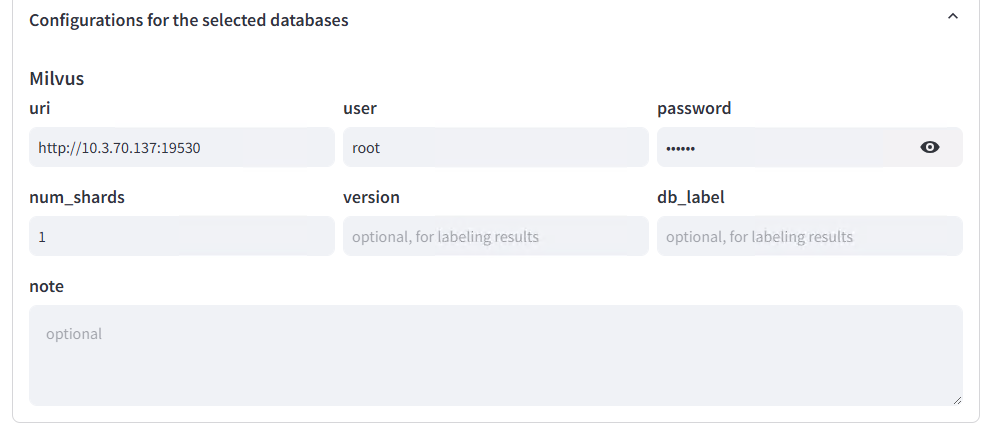 Configurations for the selected databases
Milvus
uri user password
http://10.3.70.137:19530 root ••••••
num_shards version db_label
1 optional, for labeling results optional, for labeling results
note
optional